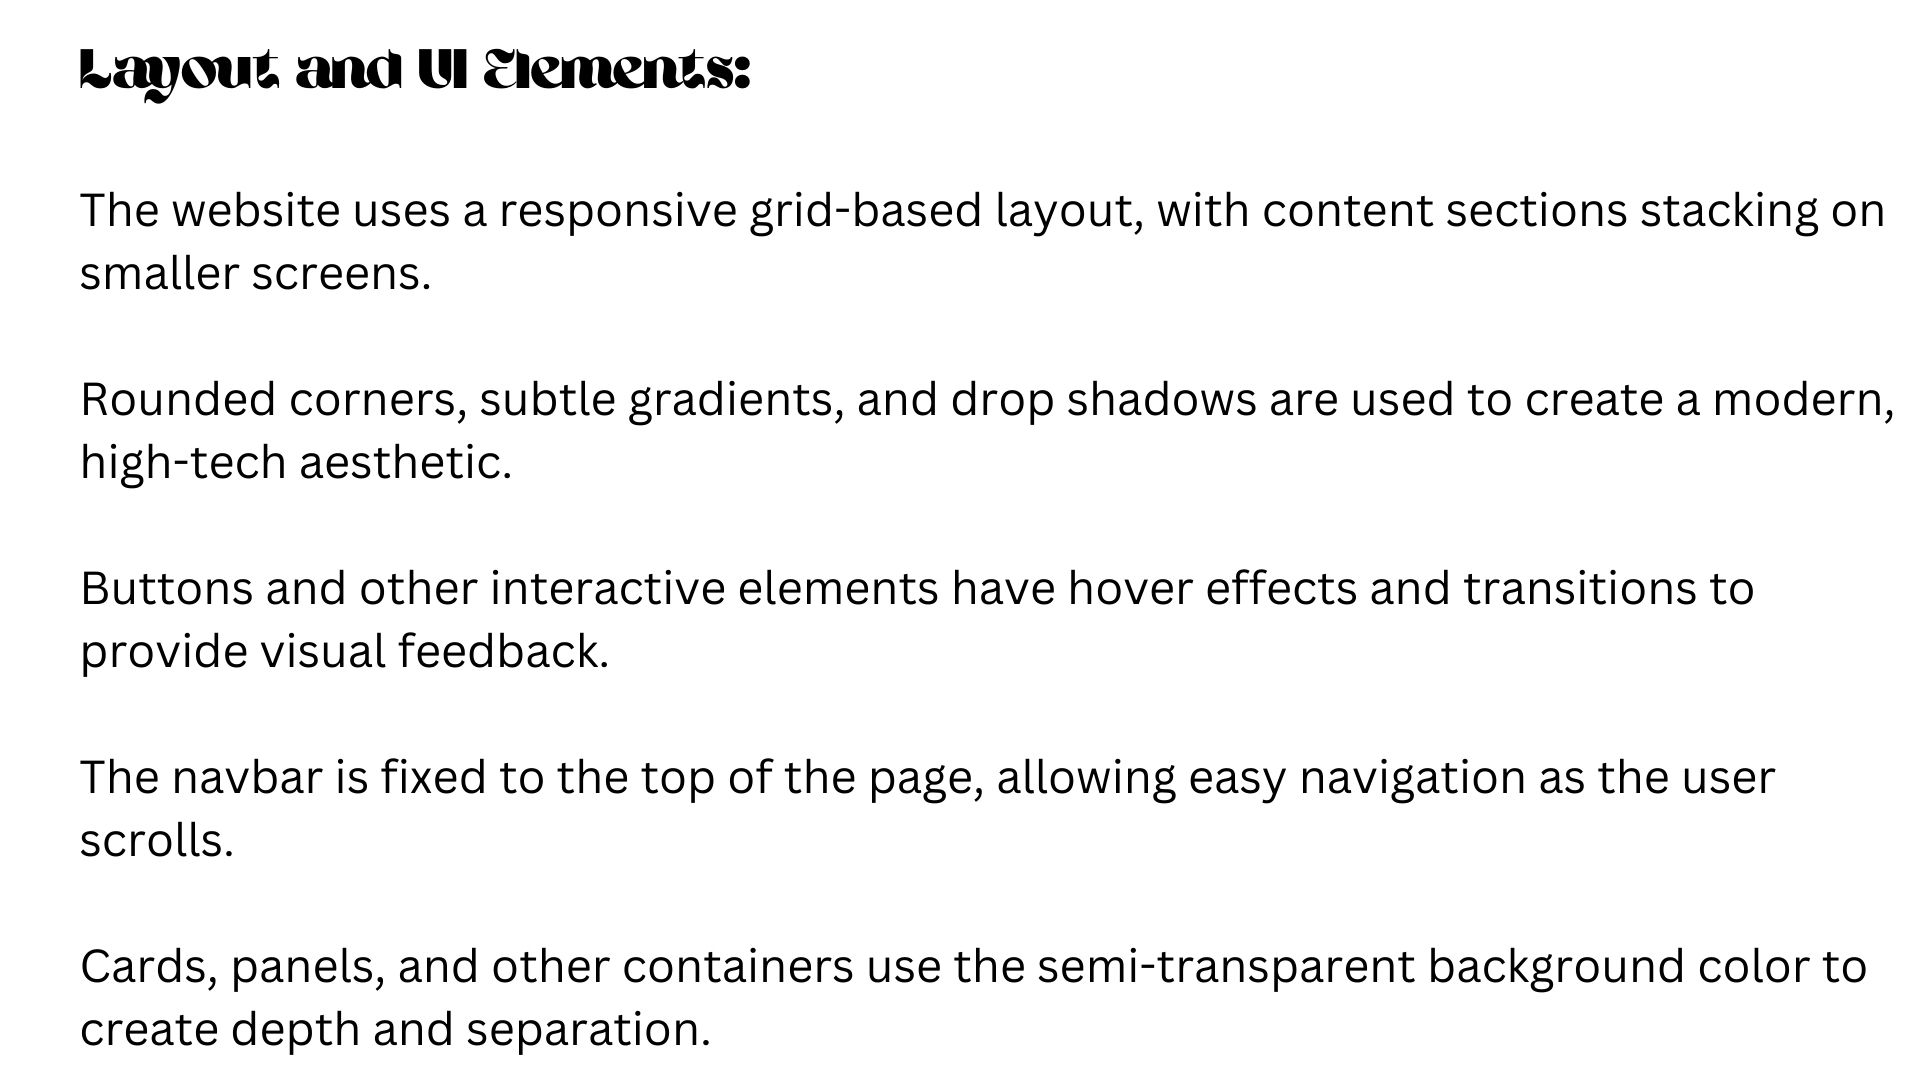 Layout and UI Elements:
The website uses a responsive grid-based layout, with content sections stacking on
smaller screens.
Rounded corners, subtle gradients, and drop shadows are used to create a modern,
high-tech aesthetic.
Buttons and other interactive elements have hover effects and transitions to
provide visual feedback.
The navbar is fixed to the top of the page, allowing easy navigation as the user
scrolls.
Cards, panels, and other containers use the semi-transparent background color to
create depth and separation.